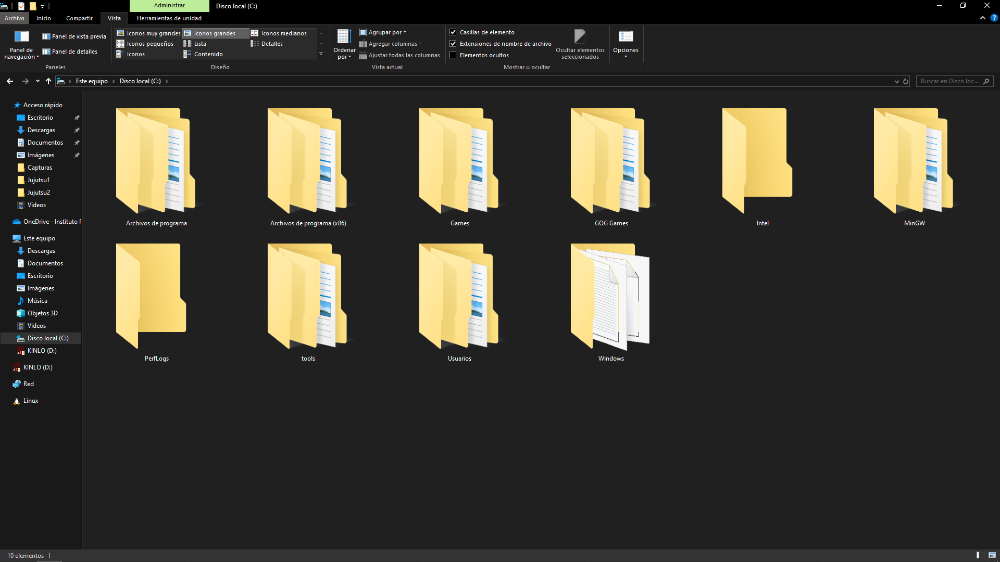 Administrar
Disco local (C:)
Archivo
Inicio
Compartir
Vista
Herramientas de unidad
Panel de navegación
Panel de vista previa
Panel de detalles
Paneles
Iconos muy grandes
Iconos grandes
Iconos medianos
Iconos pequeños
Lista
Detalles
Iconos
Contenido
Diseño
Ordenar por
Agrupar por
Agregar columnas
Ajustar todas las columnas
Vista actual
Casillas de elemento
Extensiones de nombre de archivo
Elementos ocultos
Ocultar elementos seleccionados
Mostrar u ocultar
Opciones
Este equipo
Disco local (C:)
Buscar en Disco loc...
Acceso rápido
Escritorio
Descargas
Documentos
Imágenes
Capturas
Jujutsu1
Jujutsu2
Videos
OneDrive - Instituto P
Este equipo
Descargas
Documentos
Escritorio
Imágenes
Música
Objetos 3D
Videos
Disco local (C:)
KINLO (D:)
KINLO (D:)
Red
Linux
Archivos de programa
Archivos de programa (x86)
Games
GOG Games
Intel
MinGW
PerfLogs
tools
Usuarios
Windows
10 elementos